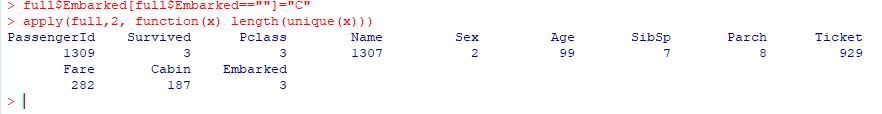 > full$Embarked[full$Embarked==""]="C"
> apply(full,2, function(x) length(unique(x)))
PassengerId Survived Pclass Name Sex Age SibSp Parch Ticket
1309 3 3 1307 2 99 7 8 929
Fare Cabin Embarked
282 187 3
>